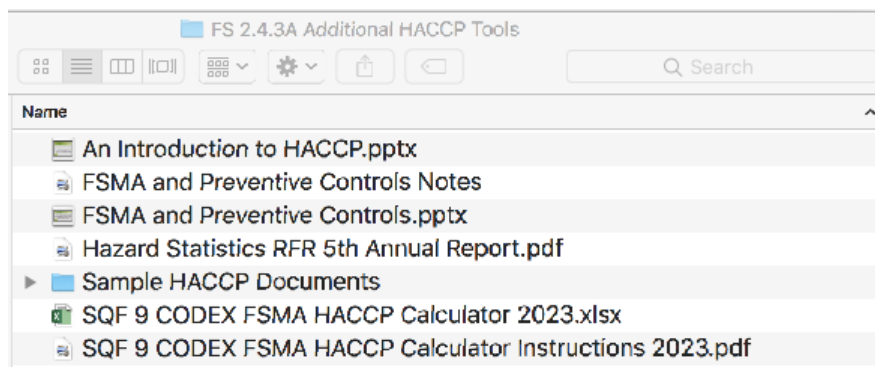 FS 2.4.3A Additional HACCP Tools
Search
Name
An Introduction to HACCP.pptx
FSMA and Preventive Controls Notes
FSMA and Preventive Controls.pptx
Hazard Statistics RFR 5th Annual Report.pdf
Sample HACCP Documents
SQF 9 CODEX FSMA HACCP Calculator 2023.xlsx
SQF 9 CODEX FSMA HACCP Calculator Instructions 2023.pdf